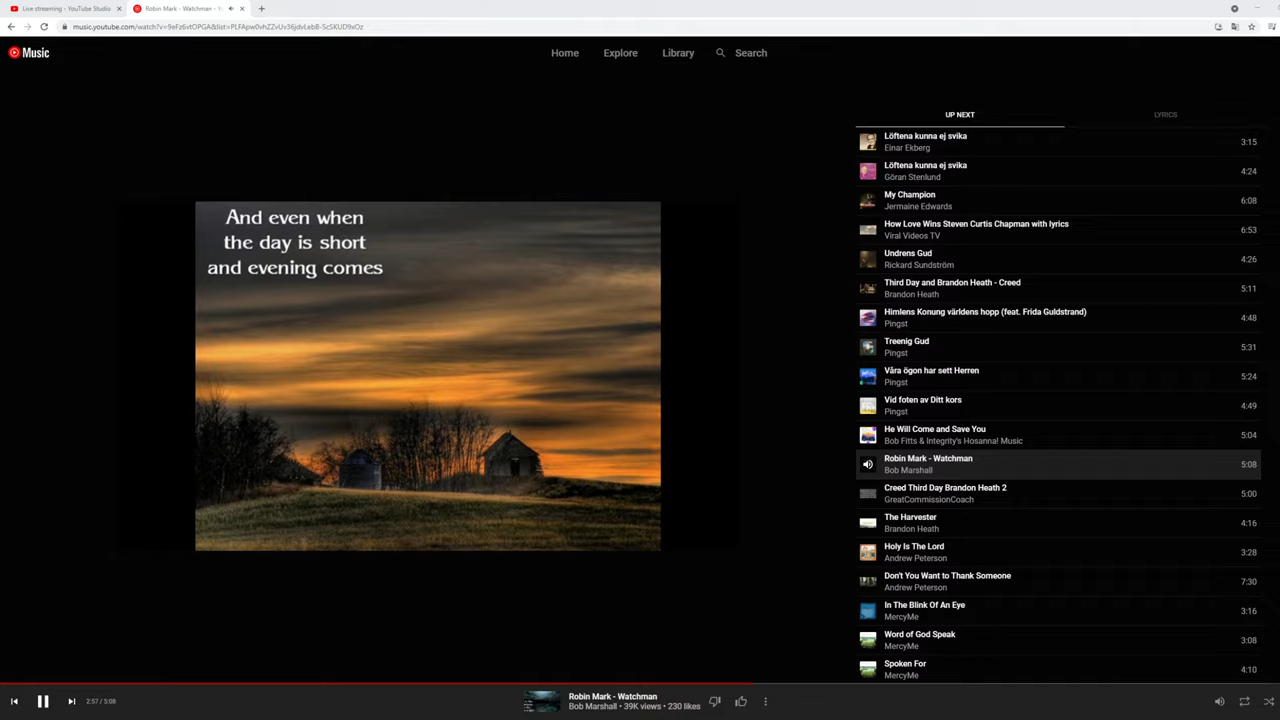 Live streaming - YouTube Studio
Robin Mark - Watchman - Y
music.youtube.com/watch?v=9eFz6vtOPGA&list=PLFApw0vhZZvUv36jdvLebB-ScSKUD9xOz
Music
Home
Explore
Library
Search
And even when
the day is short
and evening comes
UP NEXT
LYRICS
Löftena kunna ej svika
Einar Ekberg
3:15
Löftena kunna ej svika
Göran Stenlund
4:24
My Champion
Jermaine Edwards
6:08
How Love Wins Steven Curtis Chapman with lyrics
Viral Videos TV
6:53
Undrens Gud
Rickard Sundström
4:26
Third Day and Brandon Heath - Creed
Brandon Heath
5:11
Himlens Konung världens hopp (feat. Frida Guldstrand)
Pingst
4:48
Treenig Gud
Pingst
5:31
Våra ögon har sett Herren
Pingst
5:24
Vid foten av Ditt kors
Pingst
4:49
He Will Come and Save You
Bob Fitts & Integrity's Hosanna! Music
5:04
Robin Mark - Watchman
Bob Marshall
5:08
Creed Third Day Brandon Heath 2
GreatCommissionCoach
5:00
The Harvester
Brandon Heath
4:16
Holy Is The Lord
Andrew Peterson
3:28
Don't You Want to Thank Someone
Andrew Peterson
7:30
In The Blink Of An Eye
MercyMe
3:16
Word of God Speak
MercyMe
3:08
Spoken For
MercyMe
4:10
2:57 / 5:08
Robin Mark - Watchman
Bob Marshall • 39K views • 230 likes